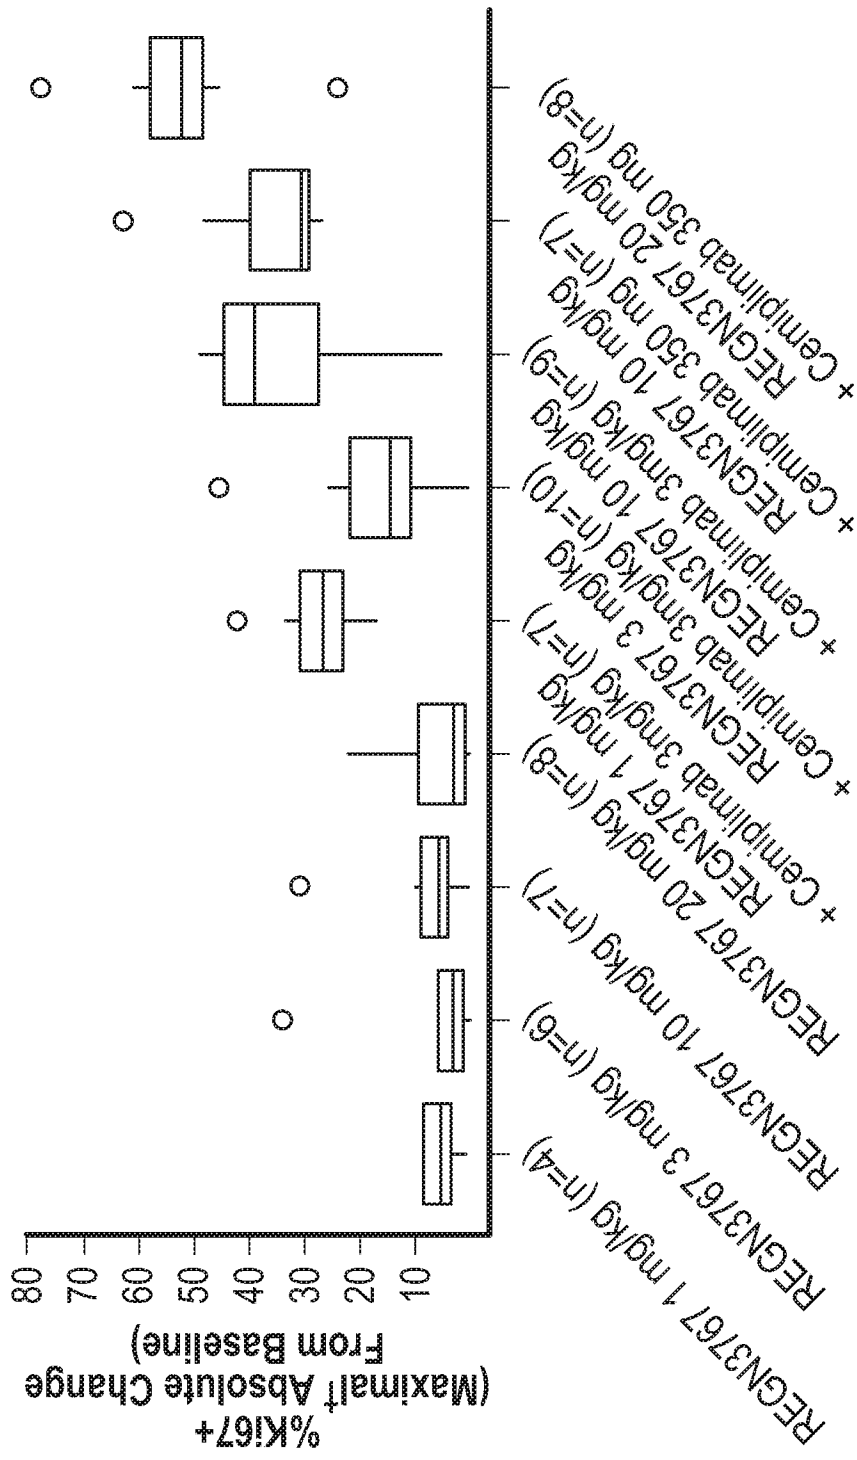 %Ki67+
(Maximal† Absolute Change
From Baseline)
80
70
60
50
40
30
20
10
REGN3767 1 mg/kg (n=4)
REGN3767 3 mg/kg (n=6)
REGN3767 10 mg/kg (n=7)
REGN3767 20 mg/kg (n=8)
REGN3767 1 mg/kg
+ Cemiplimab 3mg/kg (n=7)
REGN3767 3 mg/kg
+ Cemiplimab 3mg/kg (n=10)
REGN3767 10 mg/kg
+ Cemiplimab 3mg/kg (n=9)
REGN3767 10 mg/kg
+ Cemiplimab 350 mg (n=7)
REGN3767 20 mg/kg
+ Cemiplimab 350 mg (n=8)